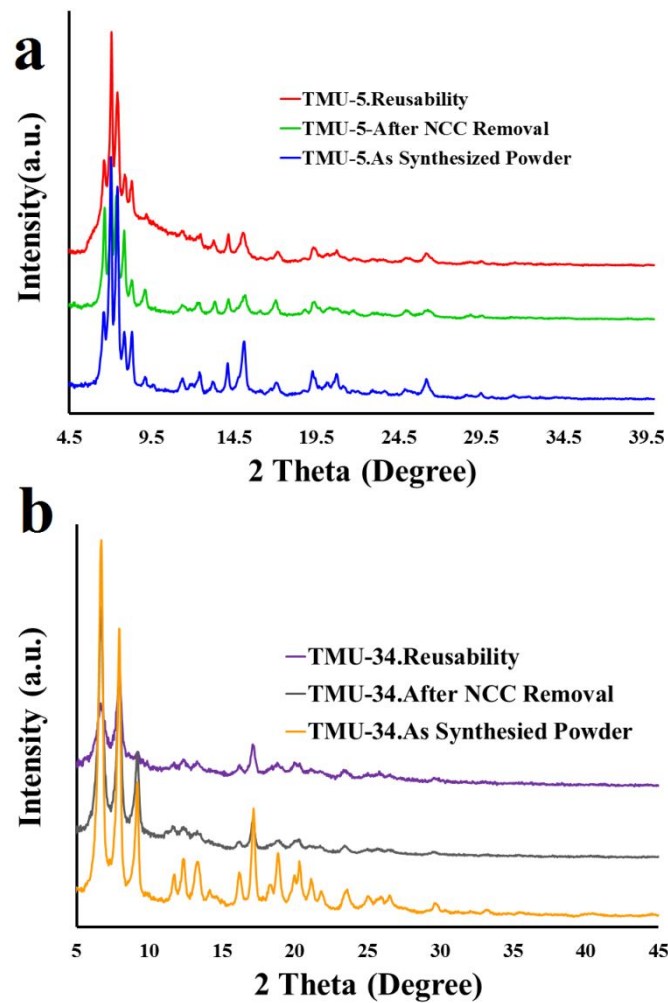 a
TMU-5.Reusability
TMU-5-After NCC Removal
TMU-5.As Synthesized Powder
Intensity(a.u.)
4.5 9.5 14.5 19.5 24.5 29.5 34.5 39.5
2 Theta (Degree)
b
TMU-34.Reusability
TMU-34.After NCC Removal
TMU-34.As Synthesied Powder
Intensity (a.u.)
5 10 15 20 25 30 35 40 45
2 Theta (Degree)